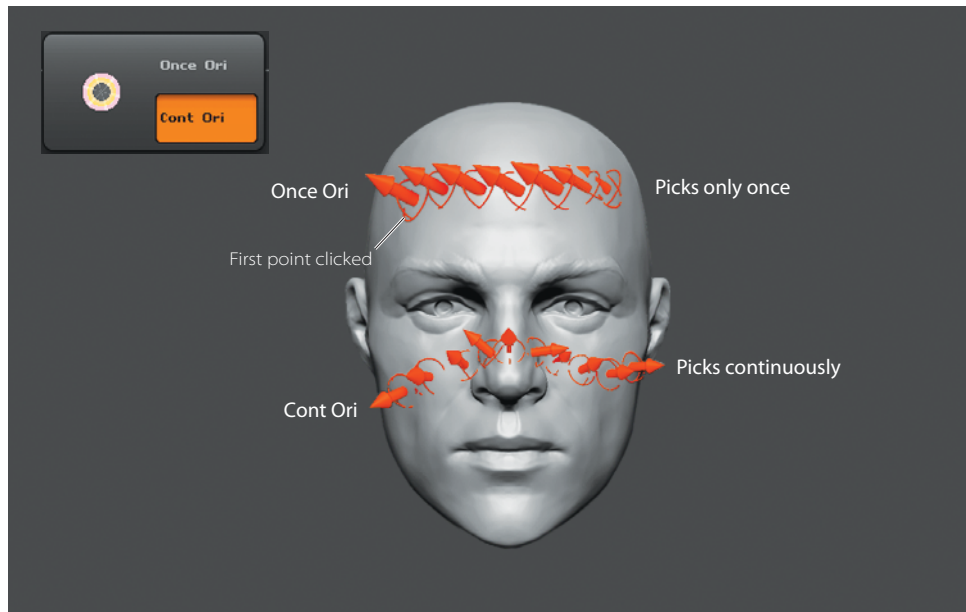 Once Ori
Cont Ori
Once Ori
Picks only once
First point clicked
Picks continuously
Cont Ori